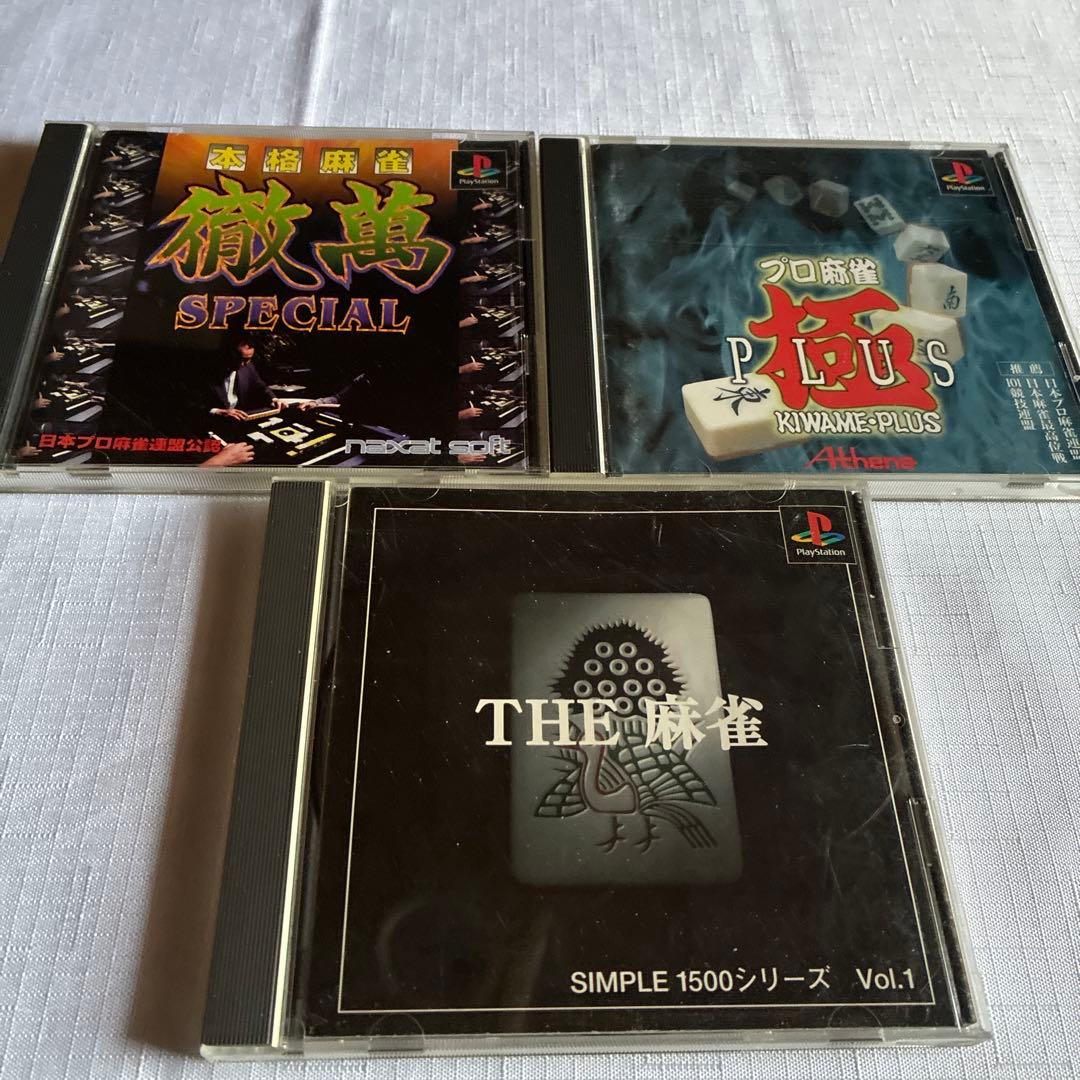 本格麻雀
PlayStation
徹萬
SPECIAL
日本プロ麻雀連盟公認
naxat soft
PlayStation
プロ麻雀
極
PLUS
KIWAME・PLUS
Athena
南
東
推薦
日本プロ麻雀連盟
日本麻雀最高位戦
101競技連盟
PlayStation
THE 麻雀
SIMPLE 1500シリーズ Vol.1